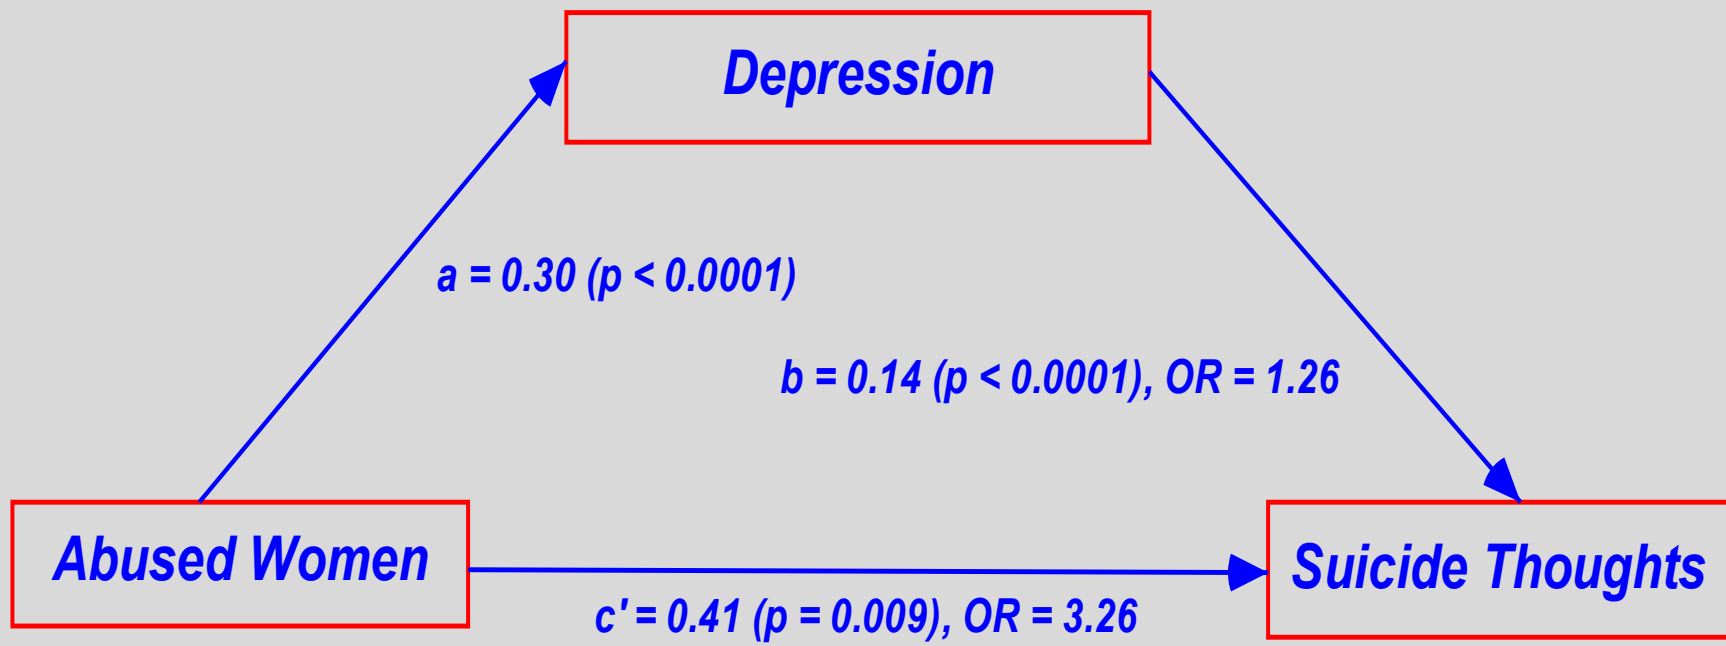 Depression
a = 0.30 (p < 0.0001)
b = 0.14 (p < 0.0001), OR = 1.26
Abused Women
Suicide Thoughts
c' = 0.41 (p = 0.009), OR = 3.26